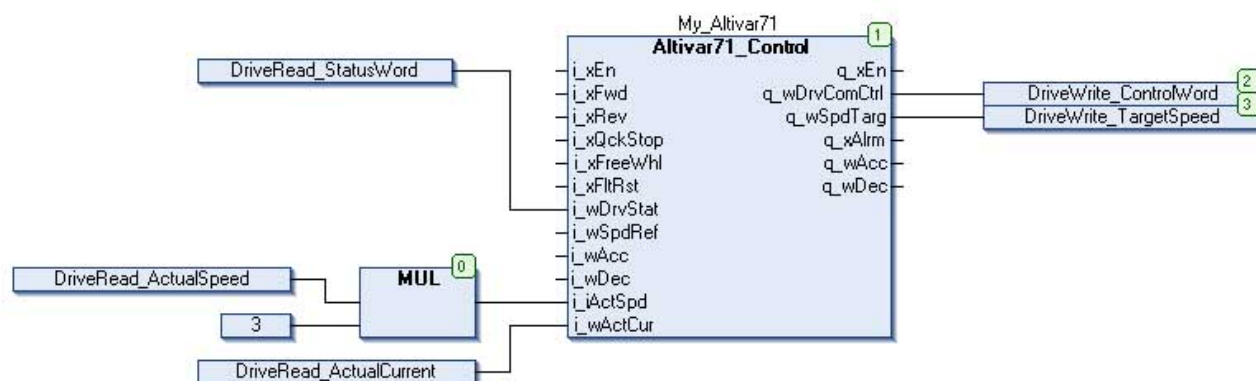 My_Altivar71
Altivar71_Control
1
DriveRead_StatusWord
i_xEn
q_xEn
i_xFwd
q_wDrvComCtrl
DriveWrite_ControlWord
2
i_xRev
q_wSpdTarg
DriveWrite_TargetSpeed
3
i_xQckStop
q_xAlrm
i_xFreeWhl
q_wAcc
i_xFltRst
q_wDec
i_wDrvStat
i_wSpdRef
i_wAcc
i_wDec
DriveRead_ActualSpeed
MUL
0
i_iActSpd
3
i_wActCur
DriveRead_ActualCurrent